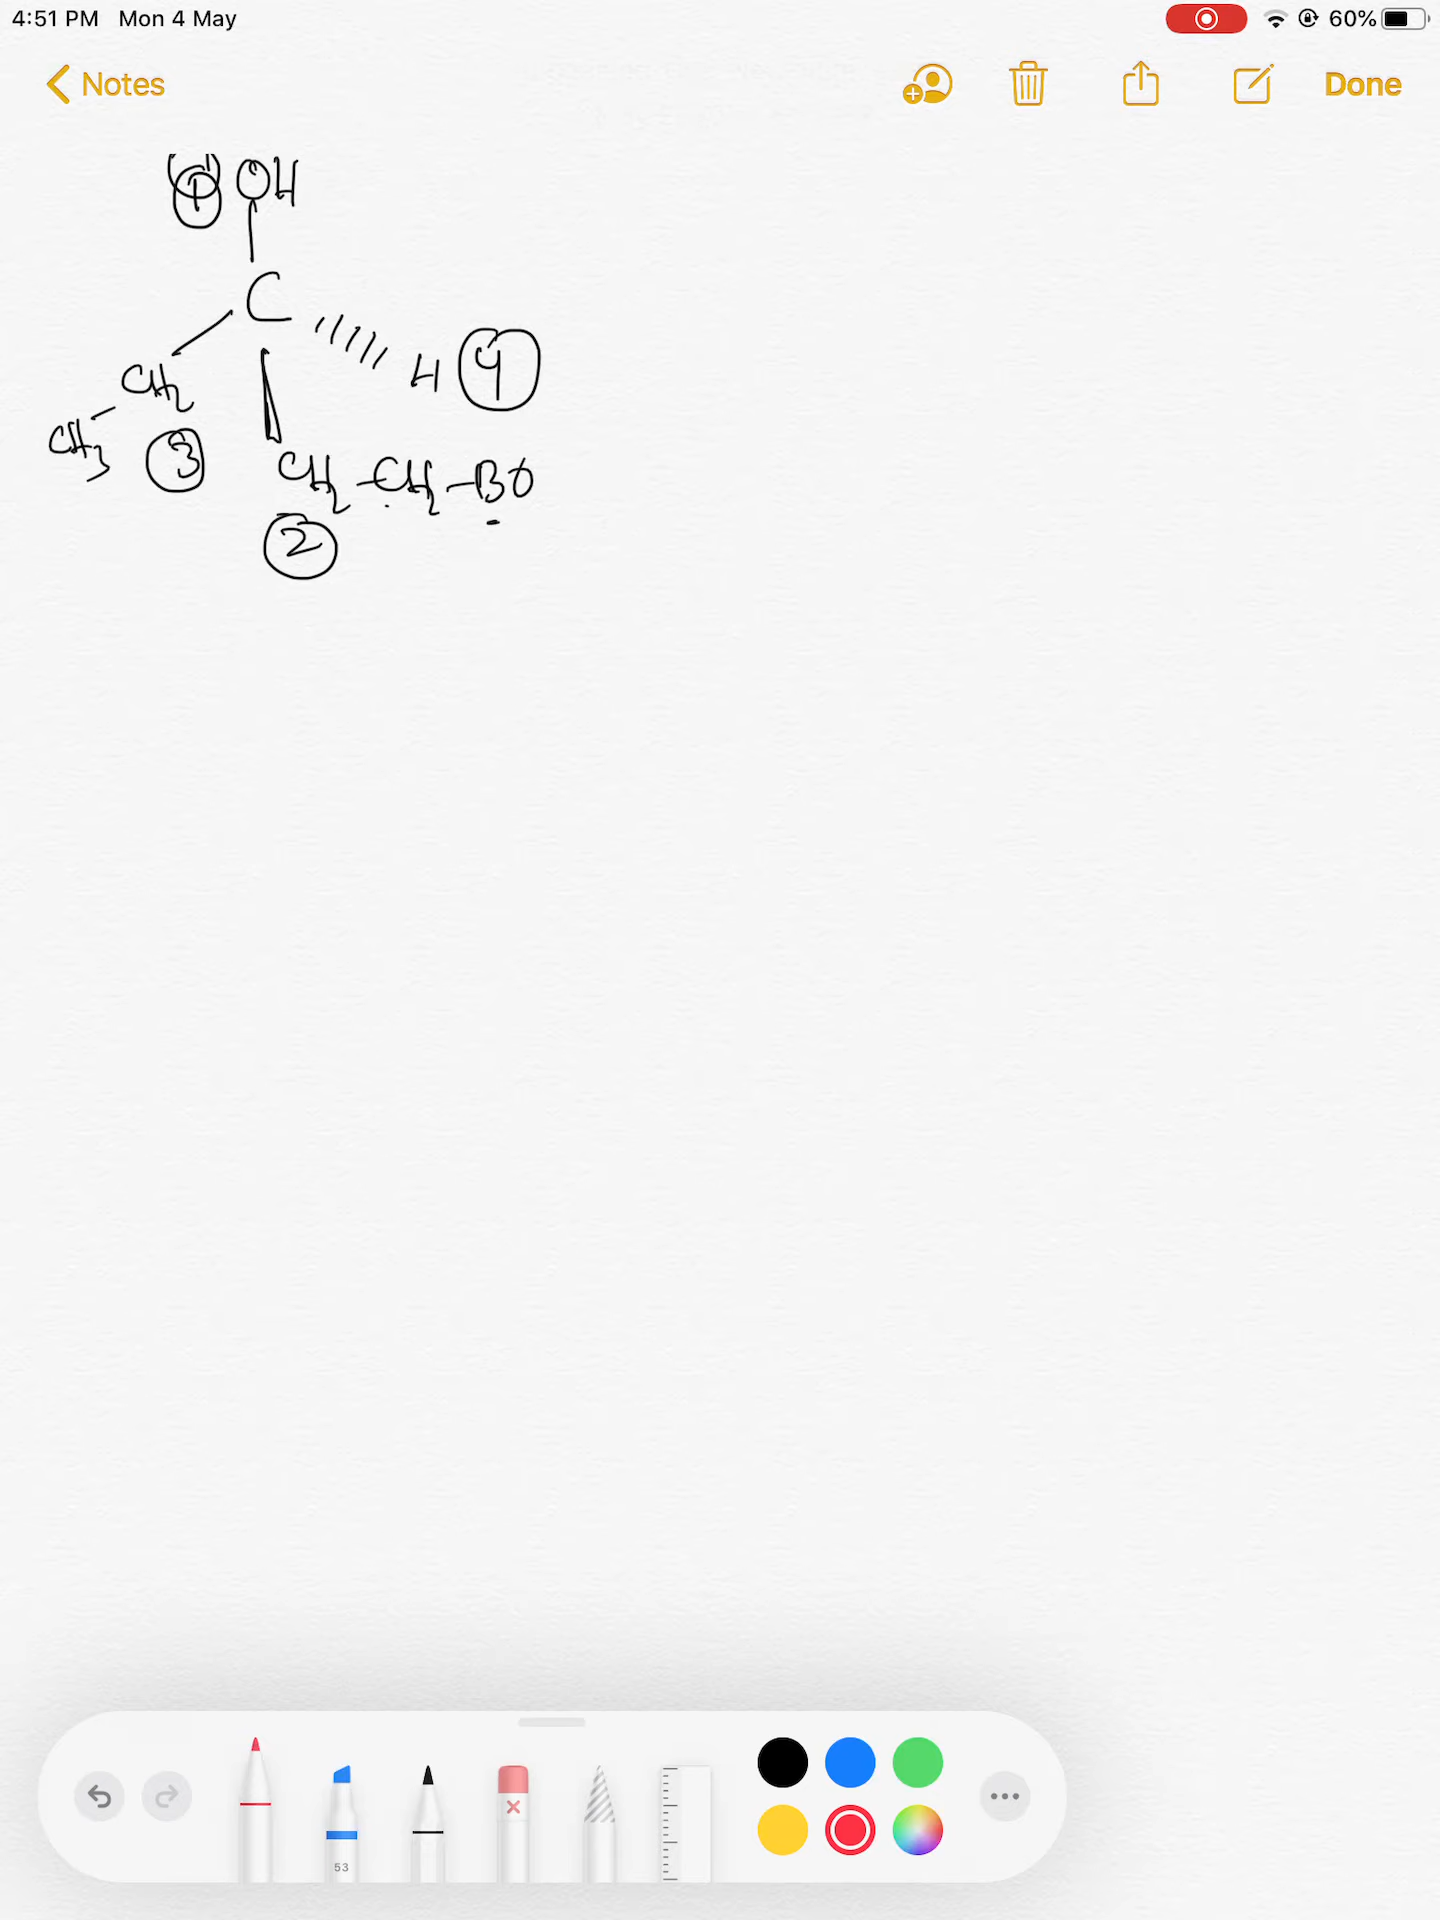 4:51 PM Mon 4 May 60%
Notes Done
1 OH
C
H 4
CH2
CH3 3
CH2-CH2-Br
2
53